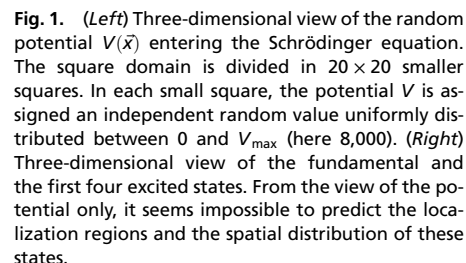 Fig. 1. (Left) Three-dimensional view of the random
potential V(x⃗) entering the Schrödinger equation.
The square domain is divided in 20 × 20 smaller
squares. In each small square, the potential V is as-
signed an independent random value uniformly dis-
tributed between 0 and Vmax (here 8,000). (Right)
Three-dimensional view of the fundamental and
the first four excited states. From the view of the po-
tential only, it seems impossible to predict the loca-
lization regions and the spatial distribution of these
states.